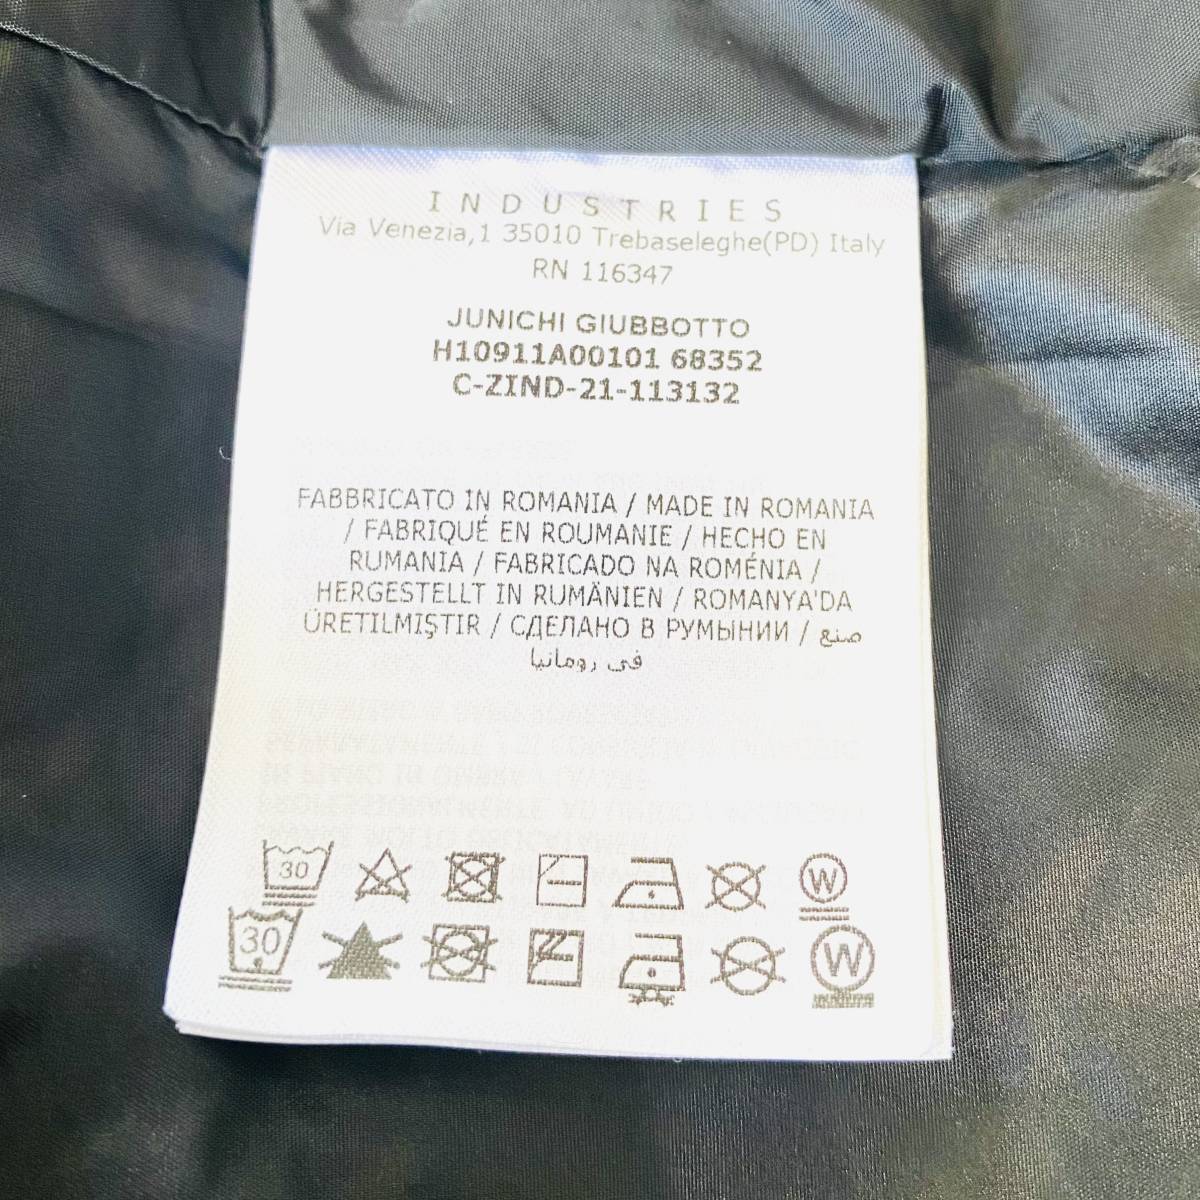 INDUSTRIES
Via Venezia,1 35010 Trebaseleghe(PD) Italy
RN 116347
JUNICHI GIUBBOTTO
H10911A00101 68352
C-ZIND-21-113132
FABBRICATO IN ROMANIA / MADE IN ROMANIA
/ FABRIQUÉ EN ROUMANIE / HECHO EN
RUMANIA / FABRICADO NA ROMÉNIA /
HERGESTELLT IN RUMÄNIEN / ROMANYA'DA
ÜRETILMIŞTIR / СДЕЛАНО В РУМЫНИИ / صنع
في رومانيا
30 W
30 W